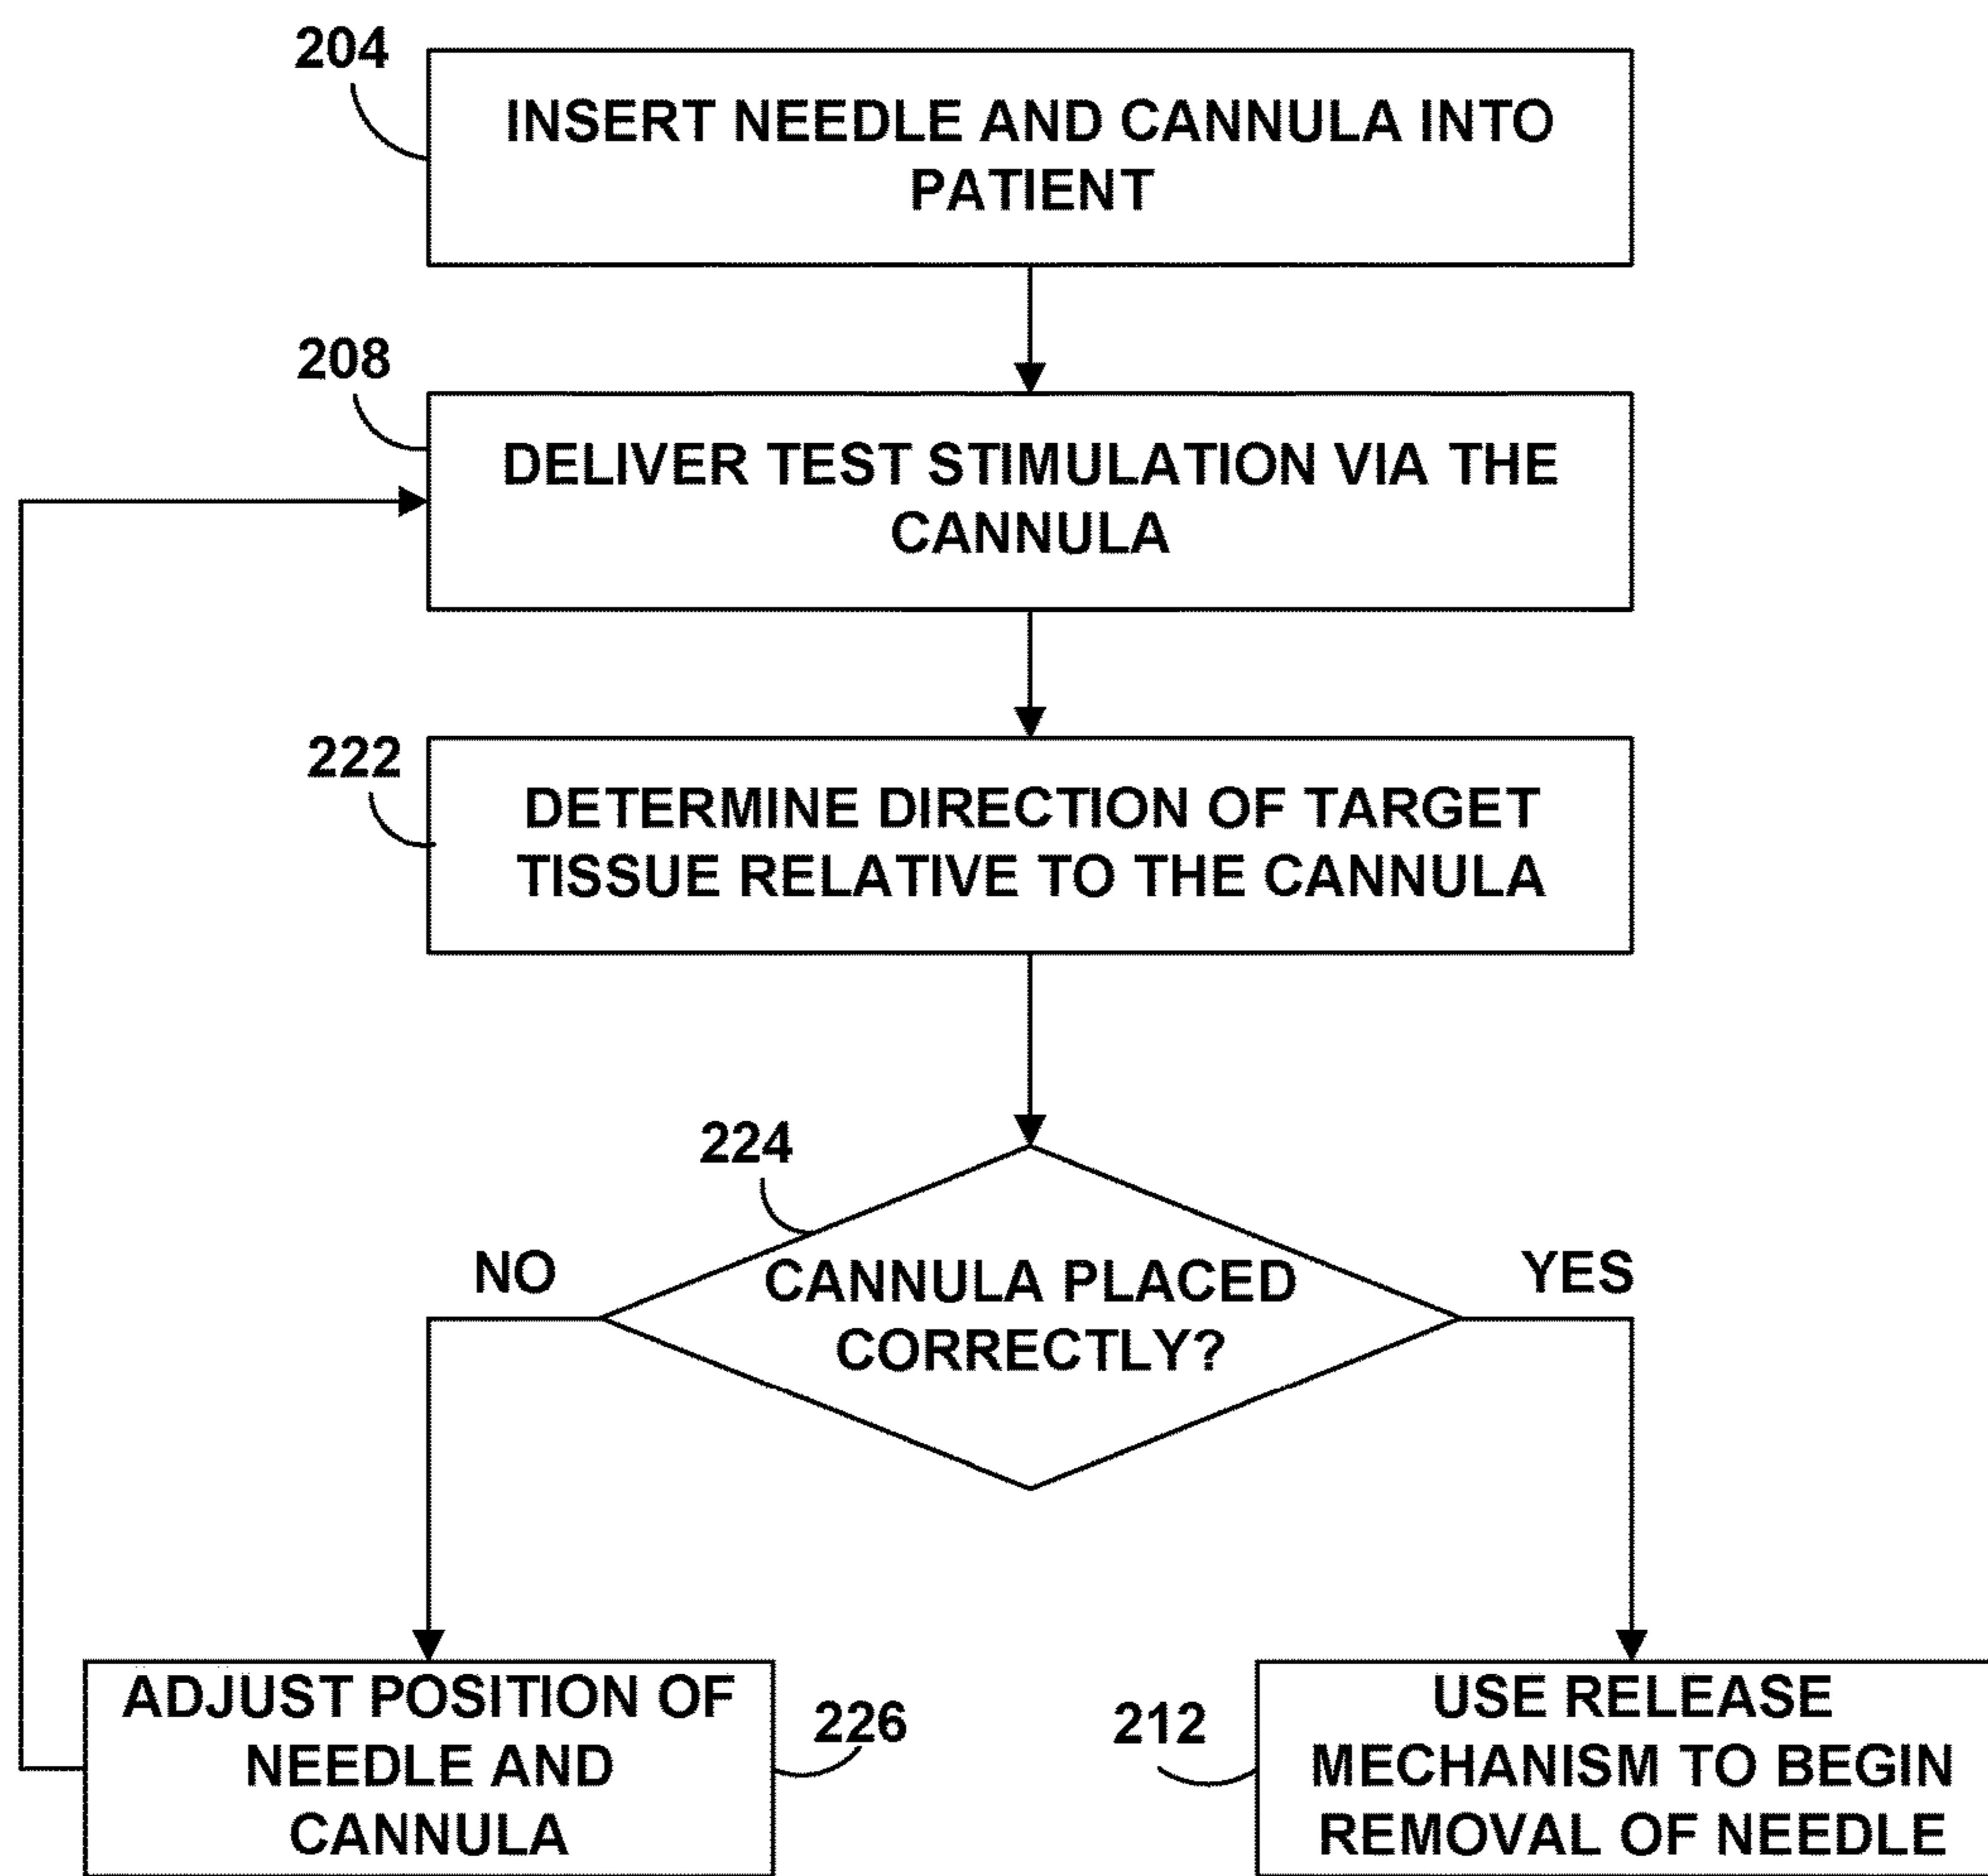 204
INSERT NEEDLE AND CANNULA INTO
PATIENT
208
DELIVER TEST STIMULATION VIA THE
CANNULA
222
DETERMINE DIRECTION OF TARGET
TISSUE RELATIVE TO THE CANNULA
224
NO
CANNULA PLACED
CORRECTLY?
YES
ADJUST POSITION OF
NEEDLE AND
CANNULA
226
212
USE RELEASE
MECHANISM TO BEGIN
REMOVAL OF NEEDLE